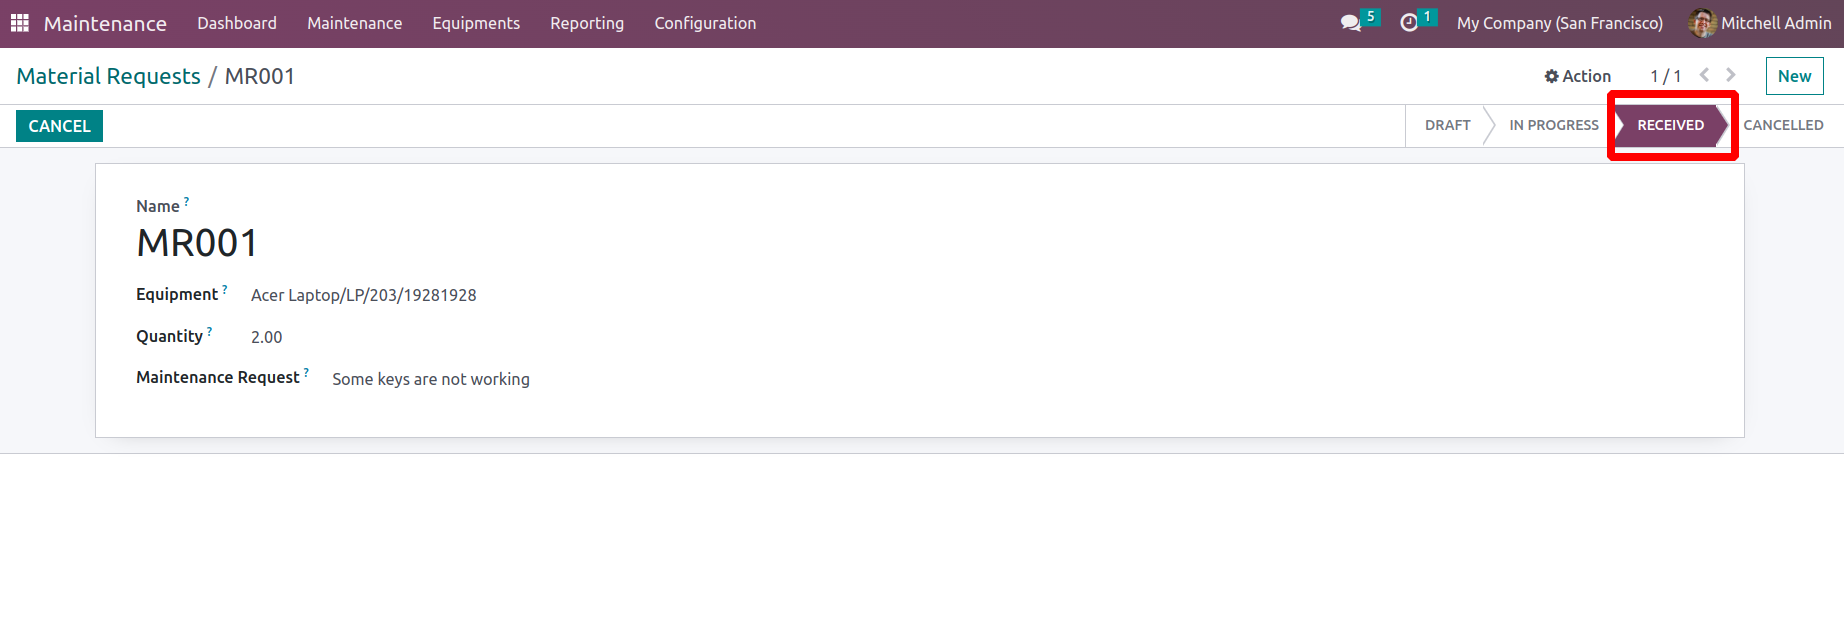 Maintenance Dashboard Maintenance Equipments Reporting Configuration 5 1 My Company (San Francisco) Mitchell Admin
Material Requests / MR001 Action 1 / 1 New
CANCEL DRAFT IN PROGRESS RECEIVED CANCELLED
Name ?
MR001
Equipment ? Acer Laptop/LP/203/19281928
Quantity ? 2.00
Maintenance Request ? Some keys are not working